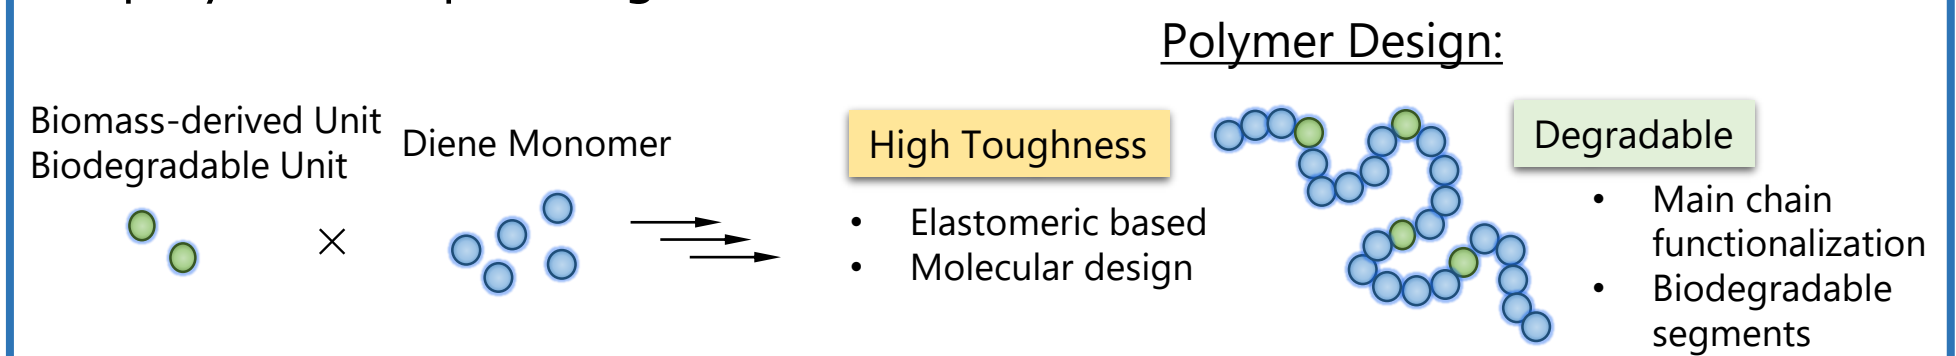 Polymer Design:
Biomass-derived Unit
Biodegradable Unit
Diene Monomer
×
High Toughness
• Elastomeric based
• Molecular design
Degradable
• Main chain
functionalization
• Biodegradable
segments